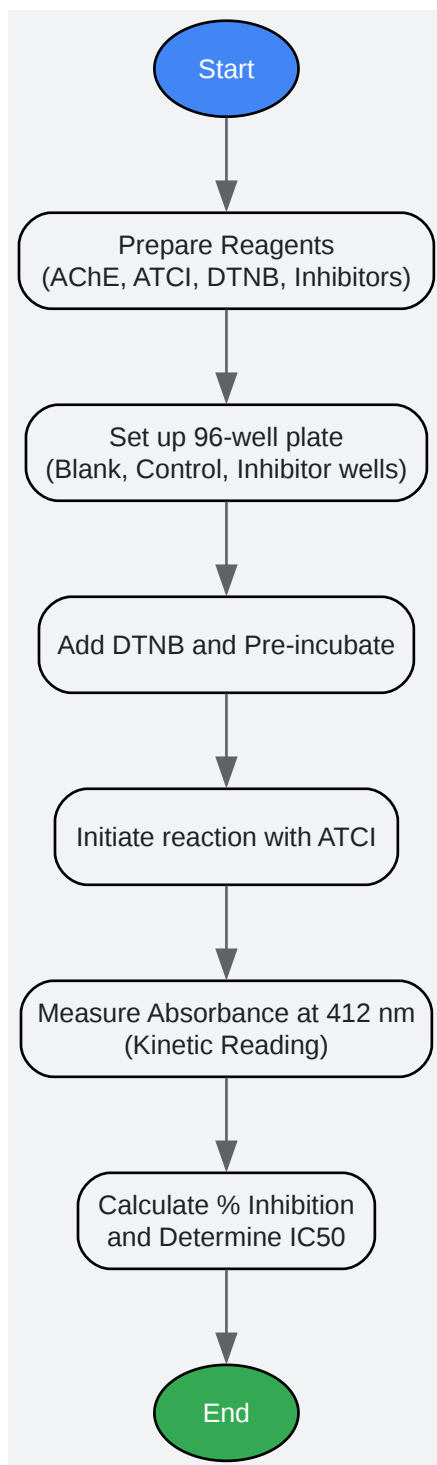 Start
Prepare Reagents
(AChE, ATCI, DTNB, Inhibitors)
Set up 96-well plate
(Blank, Control, Inhibitor wells)
Add DTNB and Pre-incubate
Initiate reaction with ATCI
Measure Absorbance at 412 nm
(Kinetic Reading)
Calculate % Inhibition
and Determine IC50
End